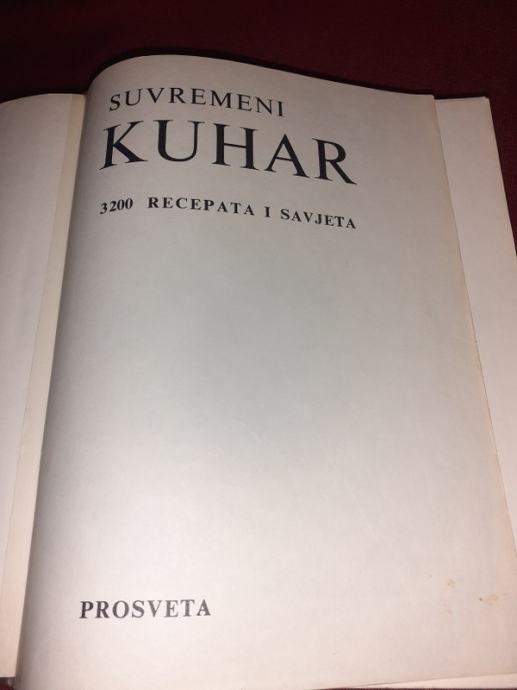 SUVREMENI
KUHAR
3200 RECEPATA I SAVJETA
PROSVETA